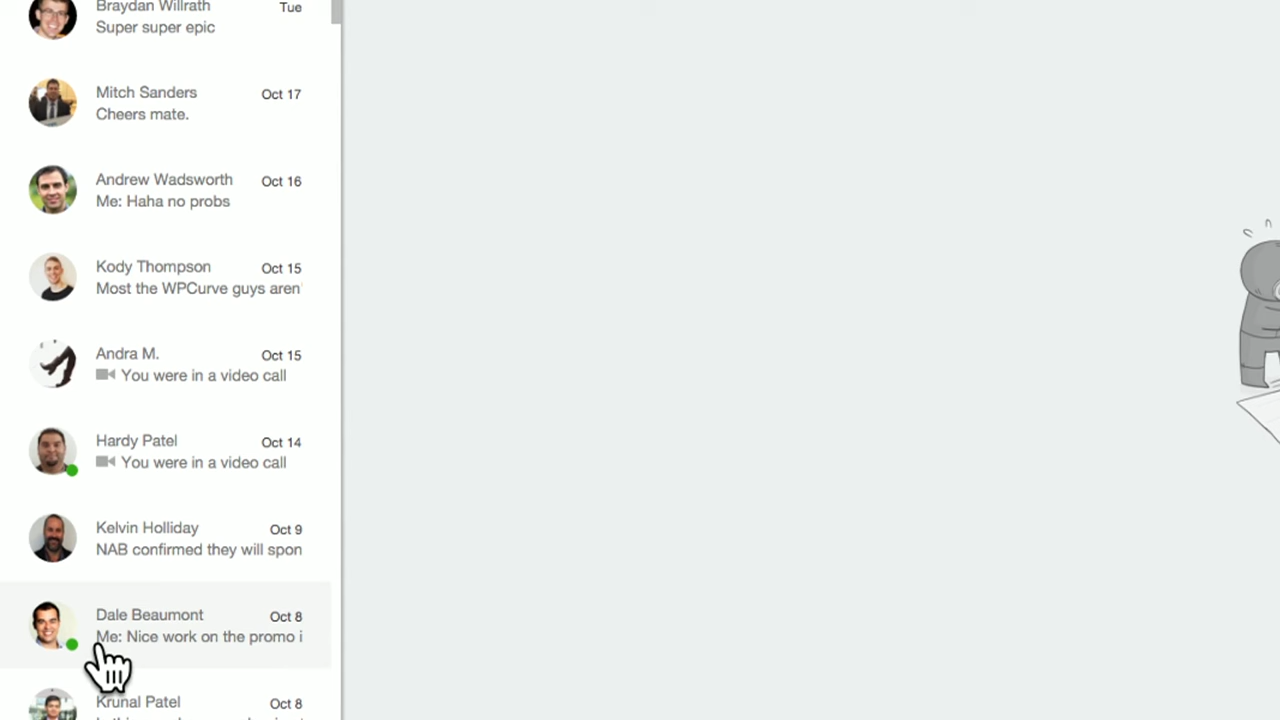 Braydan Willrath
Tue
Super super epic
Mitch Sanders
Oct 17
Cheers mate.
Andrew Wadsworth
Oct 16
Me: Haha no probs
Kody Thompson
Oct 15
Most the WPCurve guys aren'
Andra M.
Oct 15
You were in a video call
Hardy Patel
Oct 14
You were in a video call
Kelvin Holliday
Oct 9
NAB confirmed they will spon
Dale Beaumont
Oct 8
Me: Nice work on the promo i
Krunal Patel
Oct 8